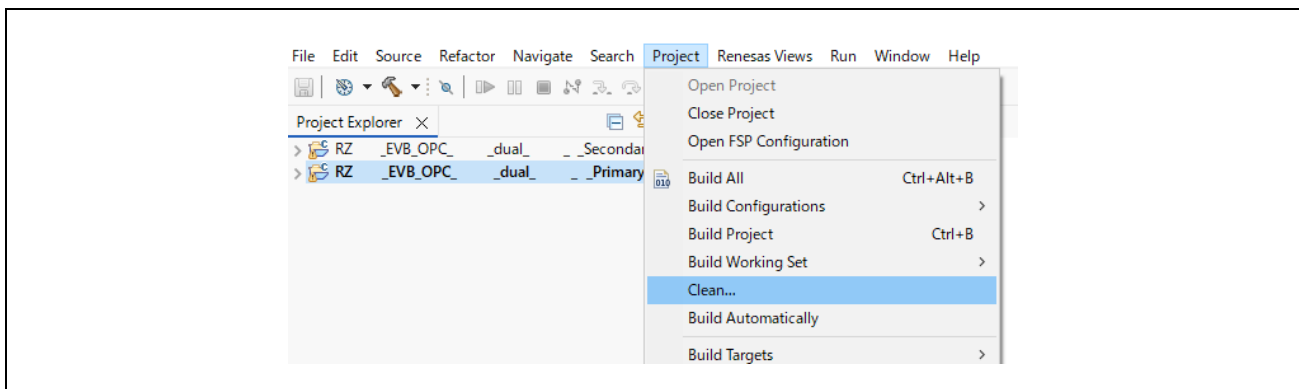 File Edit Source Refactor Navigate Search Project Renesas Views Run Window Help
Project Explorer
RZ _EVB_OPC_ _dual_ _ _Secondar
RZ _EVB_OPC_ _dual_ _ _Primary
Open Project
Close Project
Open FSP Configuration
010 Build All Ctrl+Alt+B
Build Configurations >
Build Project Ctrl+B
Build Working Set >
Clean...
Build Automatically
Build Targets >